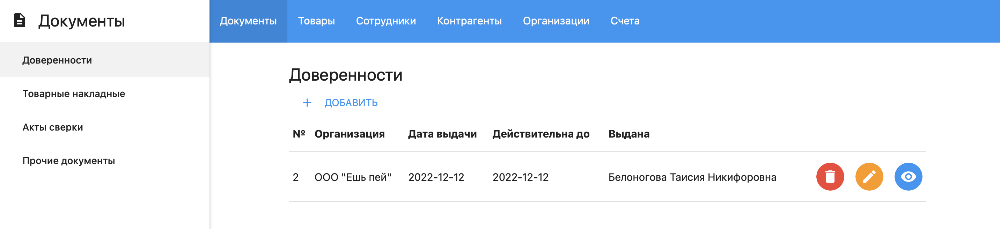 Документы
Документы Товары Сотрудники Контрагенты Организации Счета
Доверенности
Товарные накладные
Акты сверки
Прочие документы
Доверенности
+ ДОБАВИТЬ
№ Организация Дата выдачи Действительна до Выдана
2 ООО "Ешь пей" 2022-12-12 2022-12-12 Белоногова Таисия Никифоровна